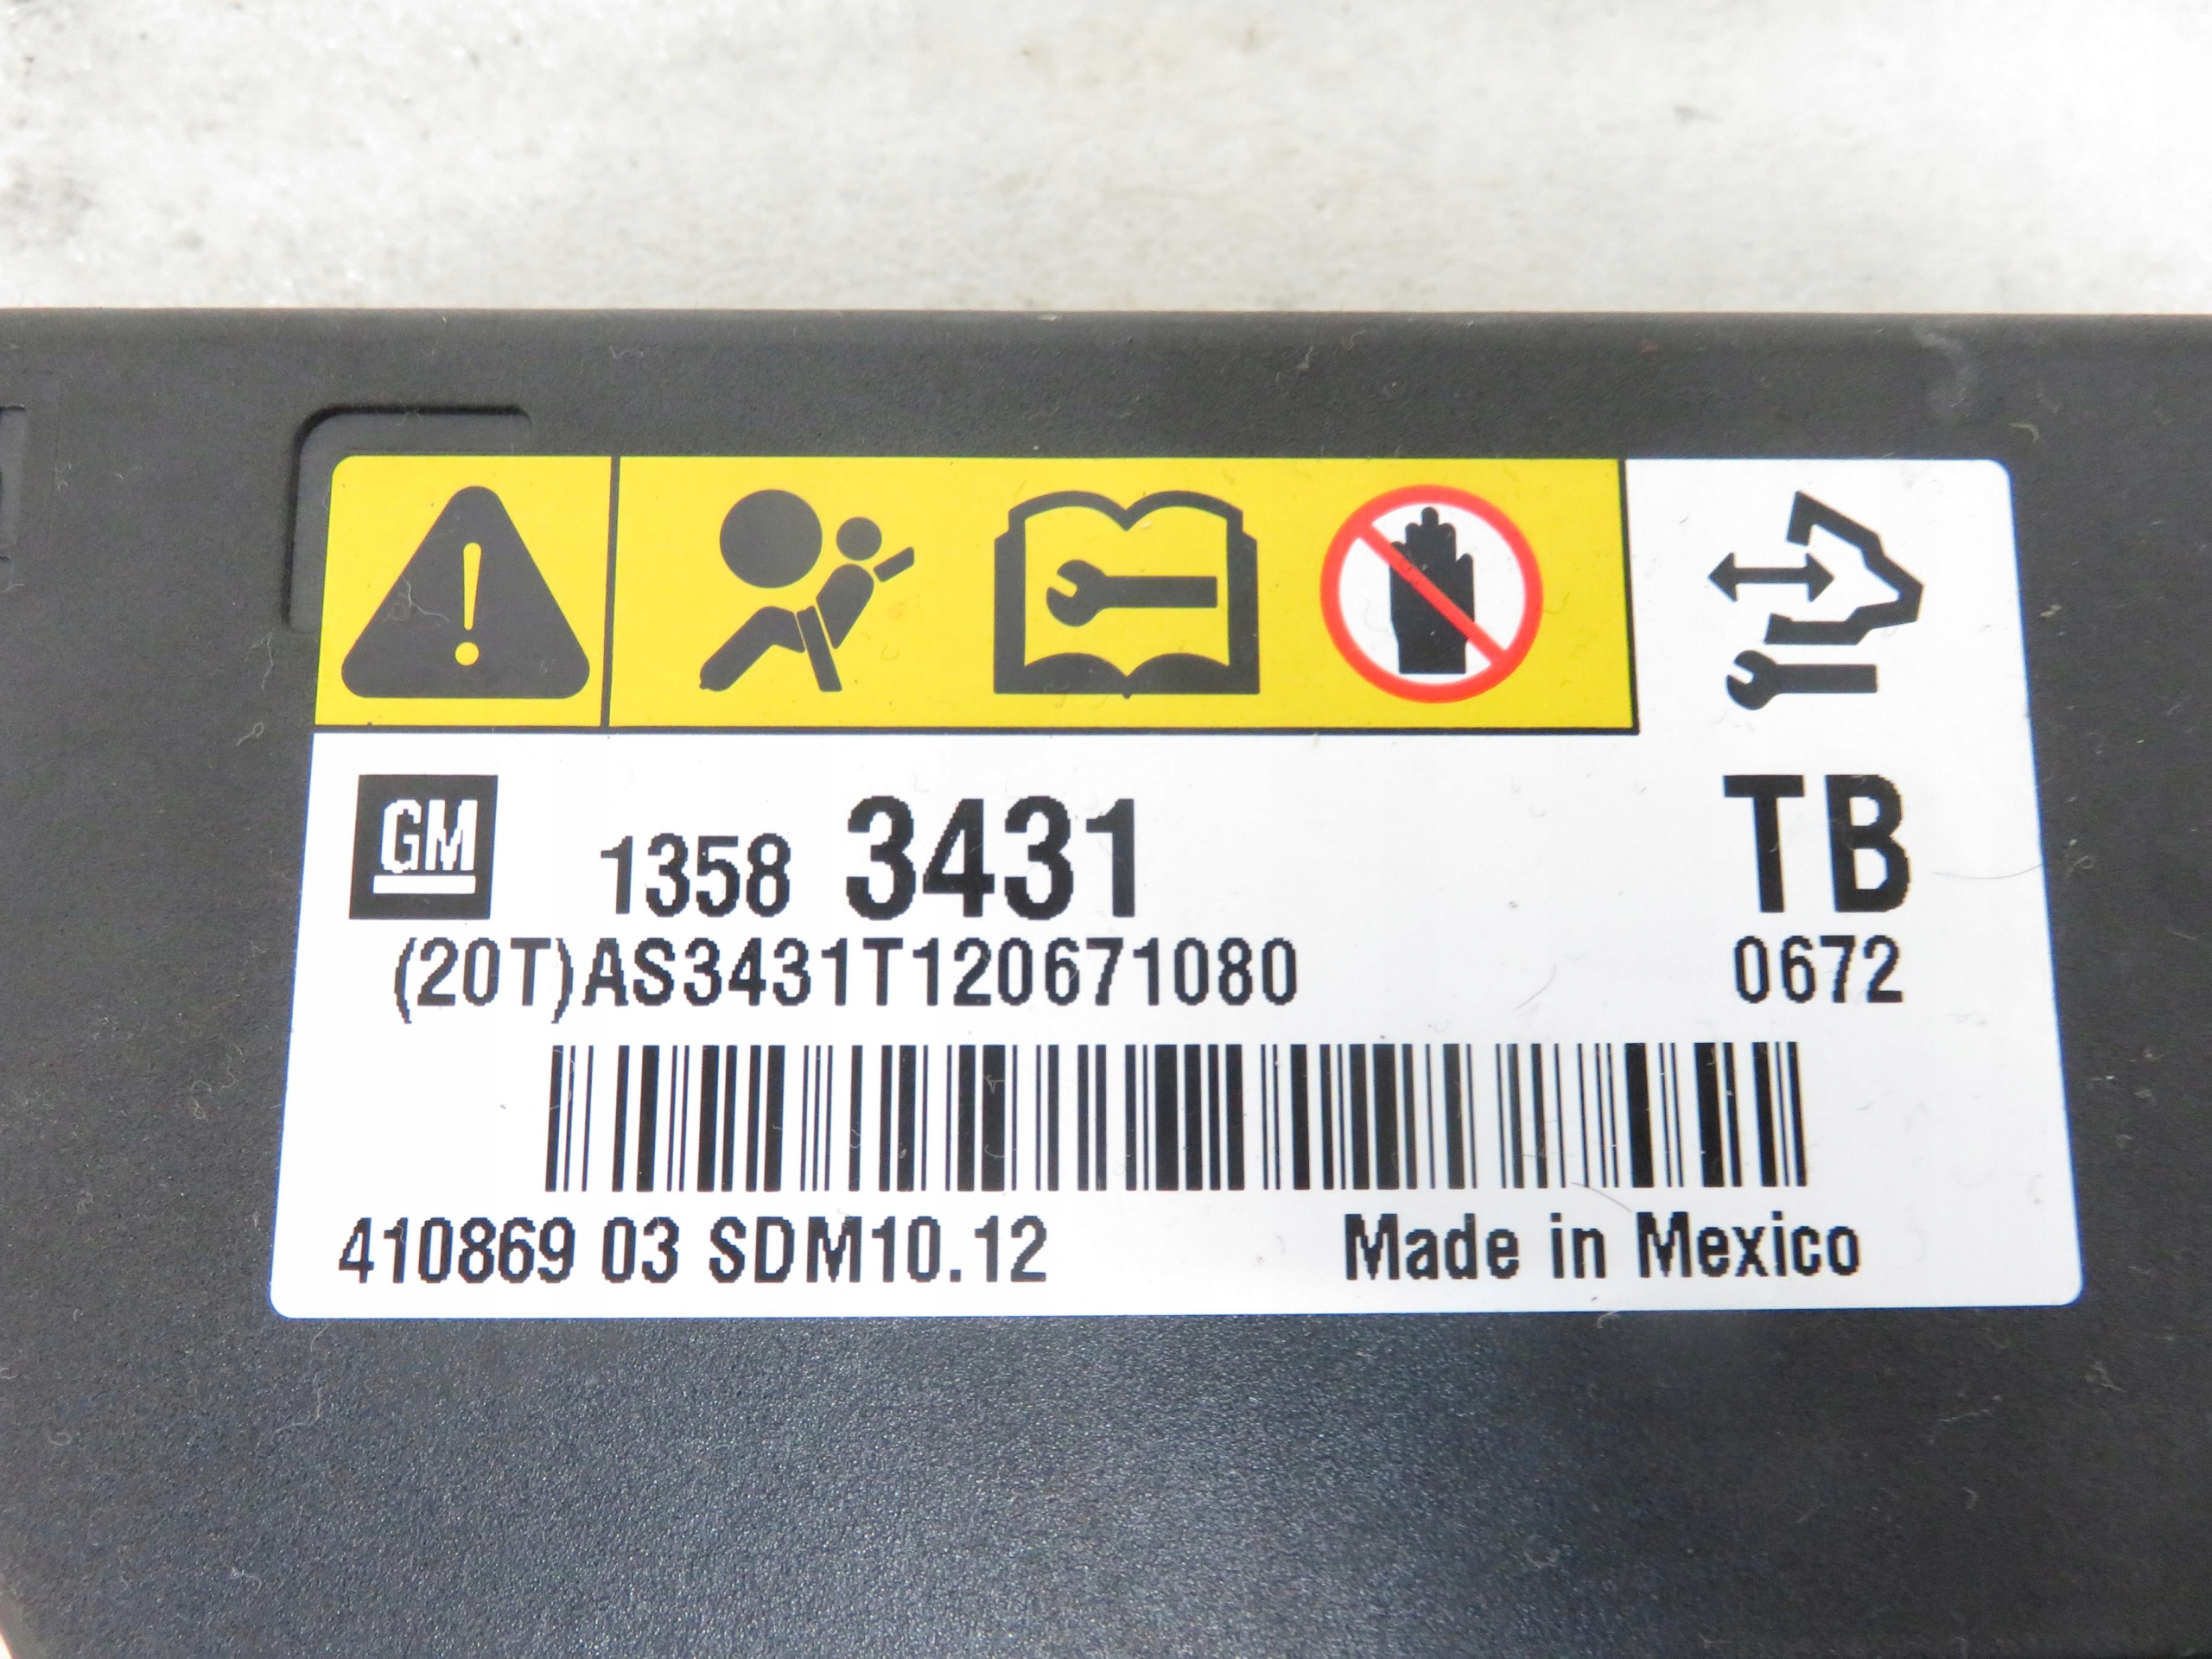 GM 1358 3431 TB
(20T)AS3431T120671080 0672
410869 03 SDM10.12 Made in Mexico